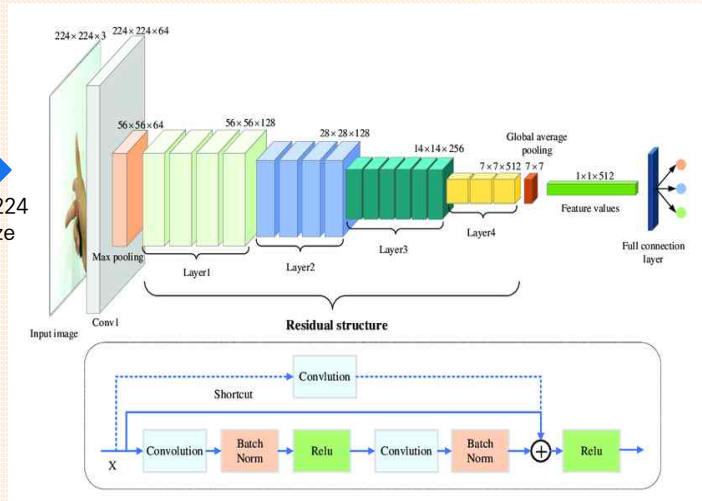 224×224×3
224×224×64
56×56×64
56×56×128
28×28×128
14×14×256
7×7×512
Global average
pooling
7×7
1×1×512
Feature values
Full connection
layer
224
ze
Max pooling
Layer1
Layer2
Layer3
Layer4
Input image
Conv1
Residual structure
Convlution
Shortcut
X
Convolution
Batch
Norm
Relu
Convlution
Batch
Norm
Relu